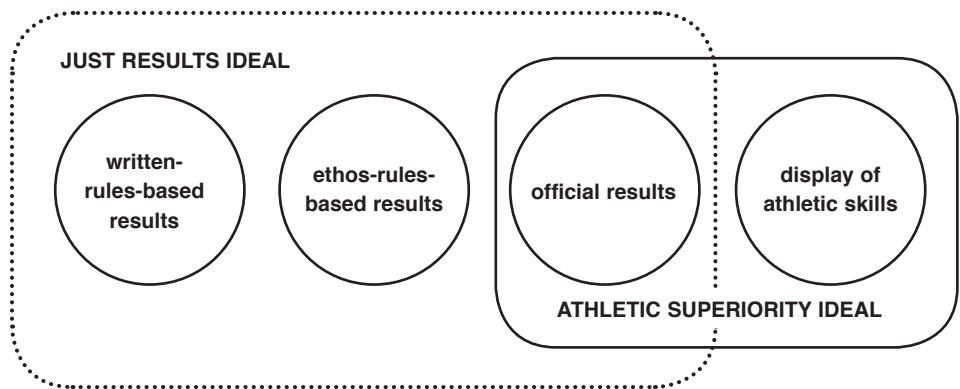 JUST RESULTS IDEAL
written-
rules-based
results
ethos-rules-
based results
official results
display of
athletic skills
ATHLETIC SUPERIORITY IDEAL